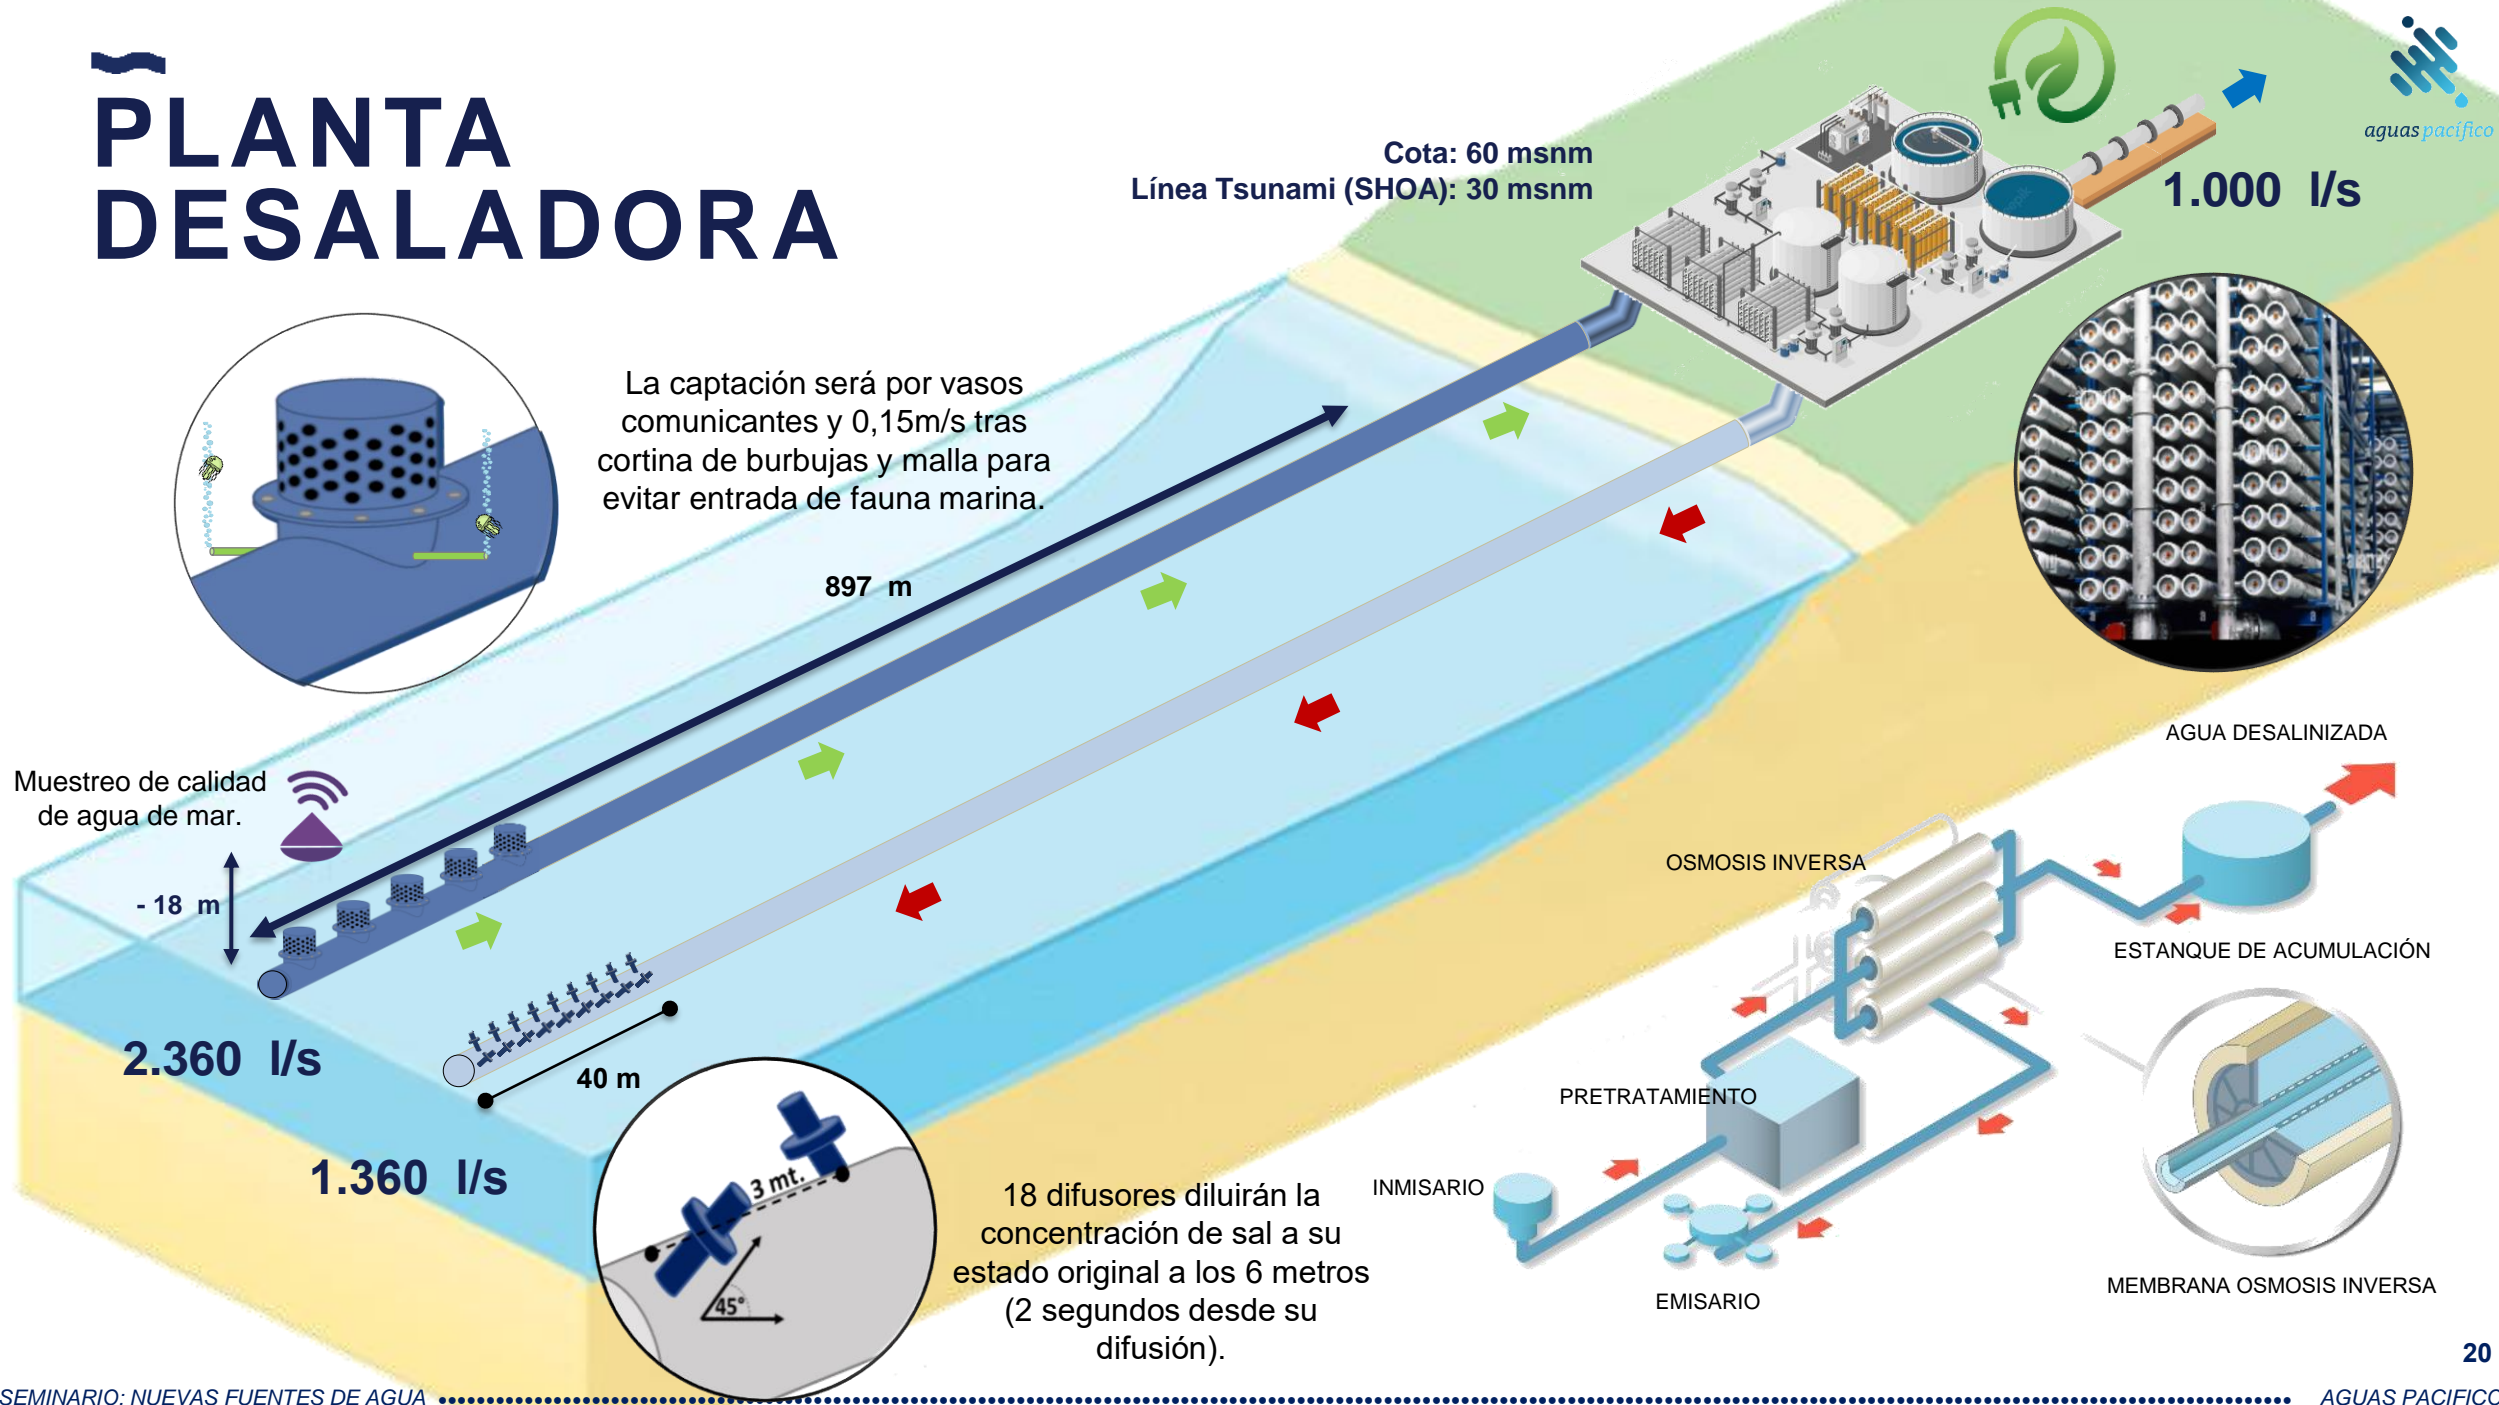 PLANTA
DESALADORA
Cota: 60 msnm
Línea Tsunami (SHOA): 30 msnm
aguas pacífico
1.000 l/s
La captación será por vasos
comunicantes y 0,15m/s tras
cortina de burbujas y malla para
evitar entrada de fauna marina.
897 m
Muestreo de calidad
de agua de mar.
- 18 m
2.360 l/s
40 m
1.360 l/s
3 mt.
45°
18 difusores diluirán la
concentración de sal a su
estado original a los 6 metros
(2 segundos desde su
difusión).
AGUA DESALINIZADA
OSMOSIS INVERSA
ESTANQUE DE ACUMULACIÓN
PRETRATAMIENTO
INMISARIO
EMISARIO
MEMBRANA OSMOSIS INVERSA
20
SEMINARIO: NUEVAS FUENTES DE AGUA
AGUAS PACIFICO